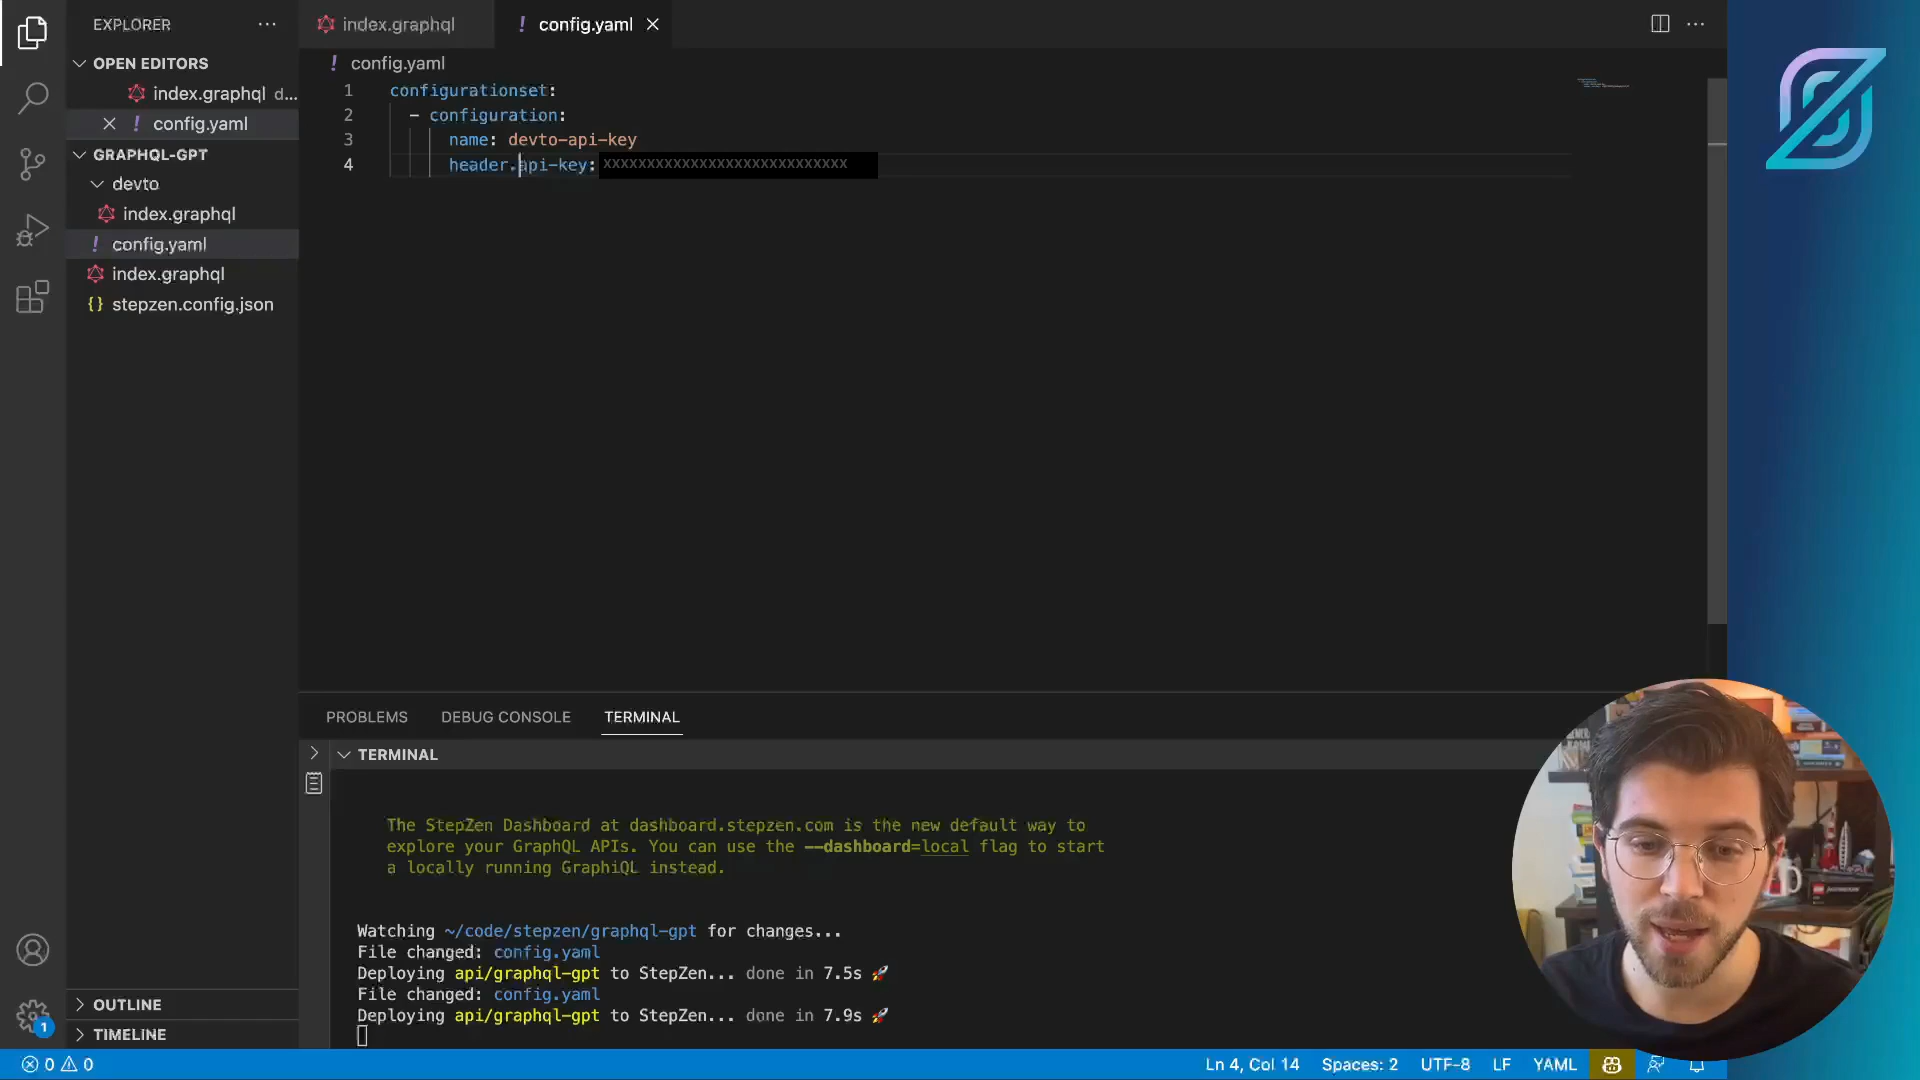 EXPLORER
index.graphql
! config.yaml
OPEN EDITORS
! config.yaml
index.graphql d...
! config.yaml
GRAPHQL-GPT
devto
index.graphql
! config.yaml
index.graphql
{} stepzen.config.json
1 configurationset:
2 - configuration:
3 name: devto-api-key
4 header.api-key: XXXXXXXXXXXXXXXXXXXXXXXXXXXX
PROBLEMS DEBUG CONSOLE TERMINAL
TERMINAL
The StepZen Dashboard at dashboard.stepzen.com is the new default way to
explore your GraphQL APIs. You can use the --dashboard=local flag to start
a locally running GraphiQL instead.
Watching ~/code/stepzen/graphql-gpt for changes...
File changed: config.yaml
Deploying api/graphql-gpt to StepZen... done in 7.5s 🚀
File changed: config.yaml
Deploying api/graphql-gpt to StepZen... done in 7.9s 🚀
OUTLINE
TIMELINE
1
0 0
Ln 4, Col 14 Spaces: 2 UTF-8 LF YAML